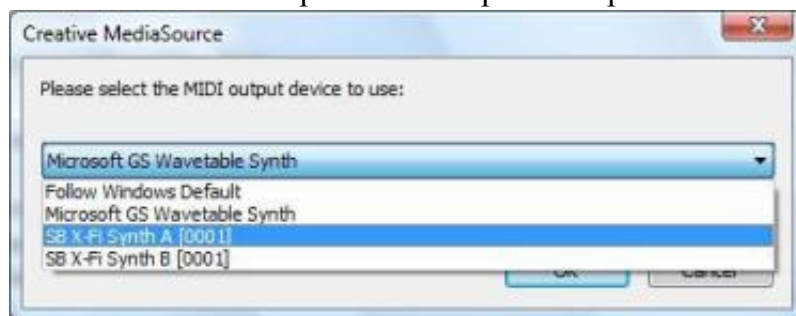 Creative MediaSource
Please select the MIDI output device to use:
Microsoft GS Wavetable Synth
Follow Windows Default
Microsoft GS Wavetable Synth
SB X-Fi Synth A [0001]
SB X-Fi Synth B [0001]